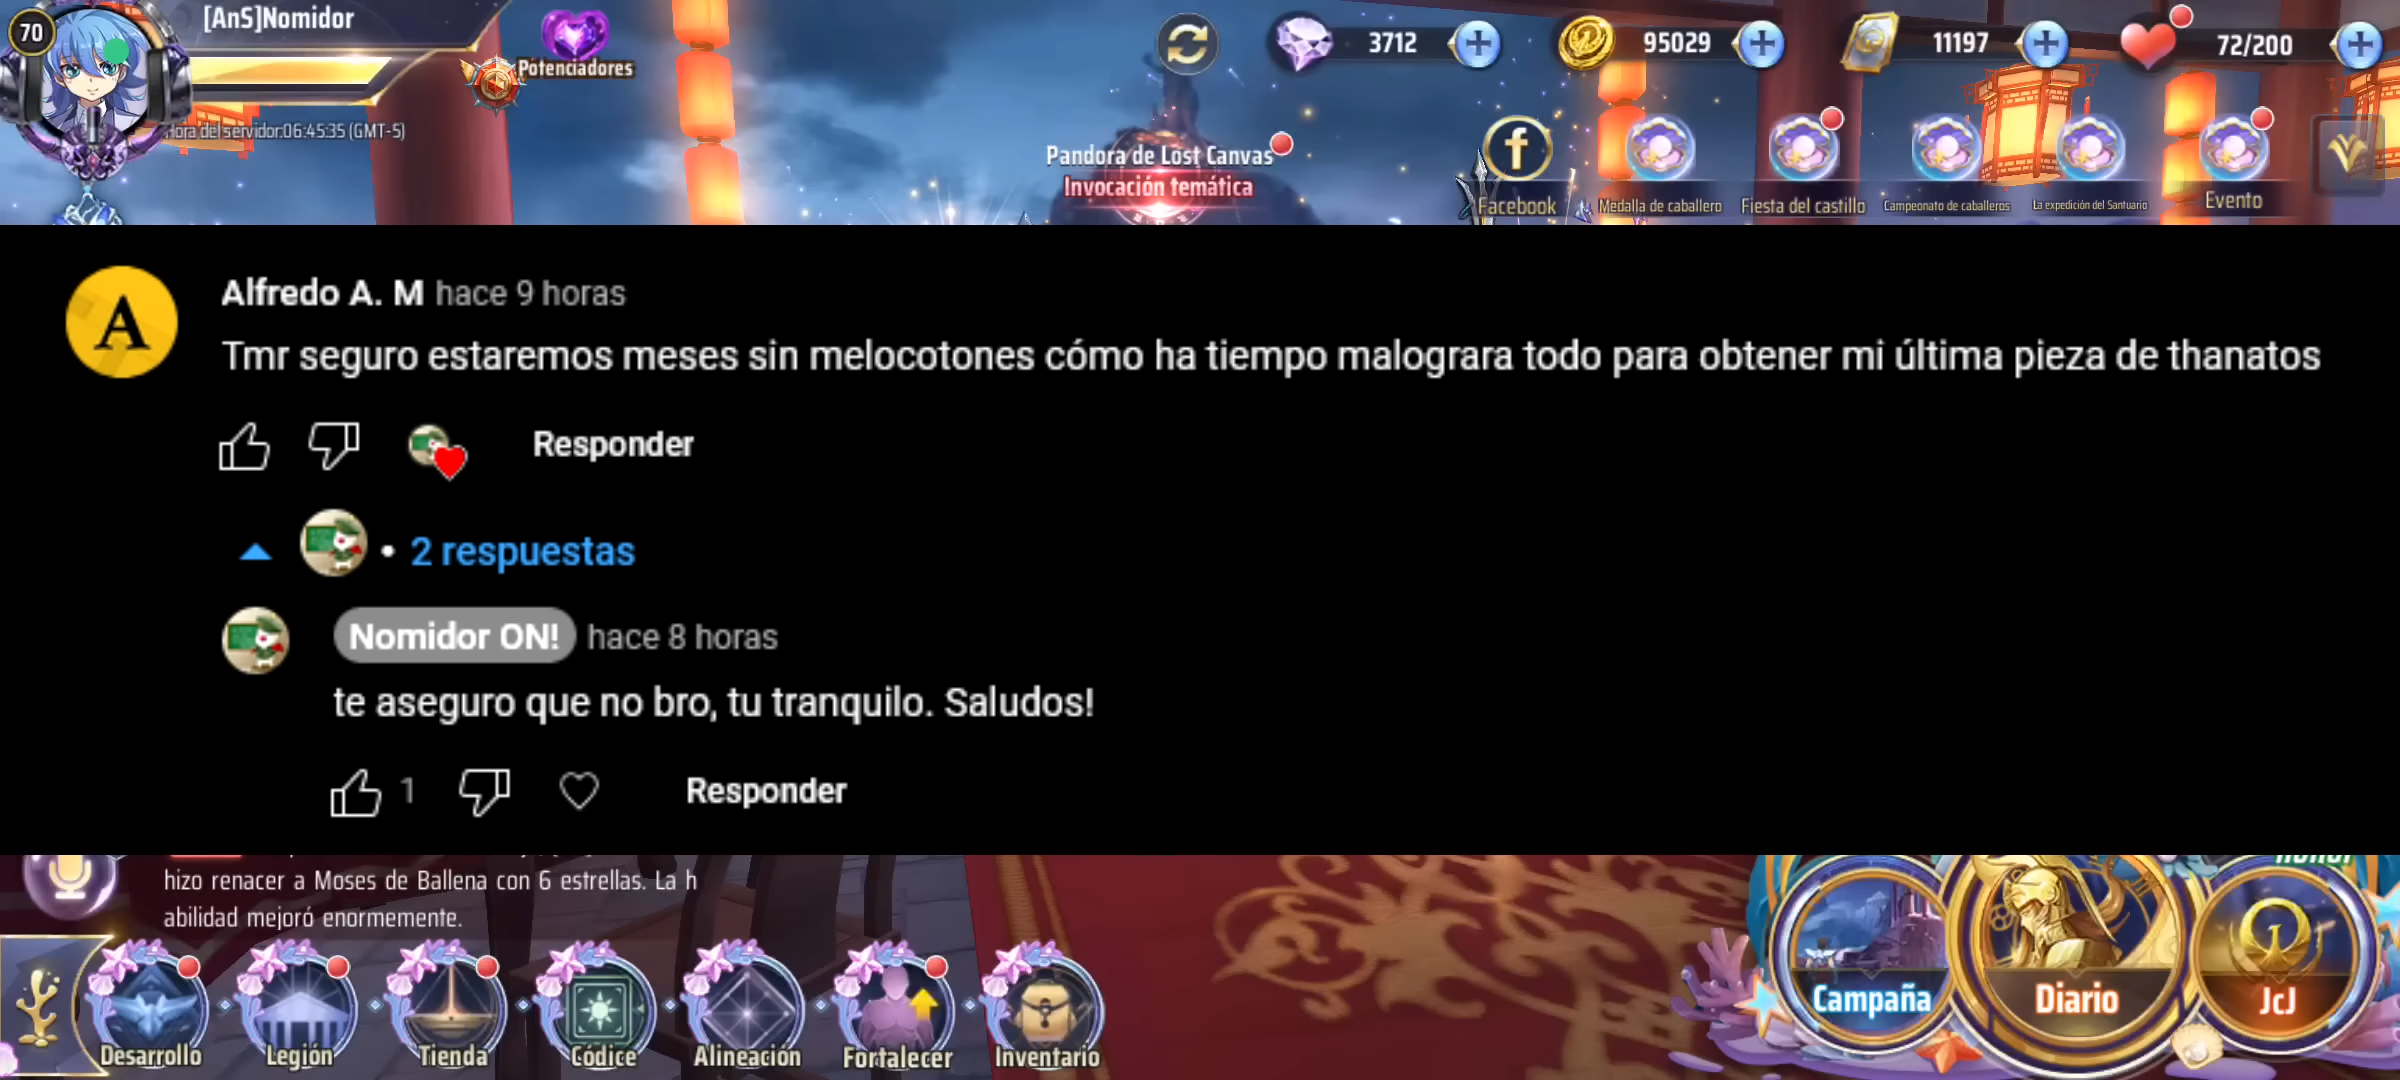 70
[AnS]Nomidor
Potenciadores
Hora del servidor:06:45:35 (GMT-5)
3712
95029
11197
72/200
Pandora de Lost Canvas
Invocación temática
Facebook
Medalla de caballero
Fiesta del castillo
Campeonato de caballeros
La expedición del Santuario
Evento
A
Alfredo A. M hace 9 horas
Tmr seguro estaremos meses sin melocotones cómo ha tiempo malograra todo para obtener mi última pieza de thanatos
Responder
• 2 respuestas
Nomidor ON! hace 8 horas
te aseguro que no bro, tu tranquilo. Saludos!
1
Responder
hizo renacer a Moses de Ballena con 6 estrellas. La h
abilidad mejoró enormemente.
Desarrollo
Legión
Tienda
Códice
Alineación
Fortalecer
Inventario
Campaña
Diario
JcJ